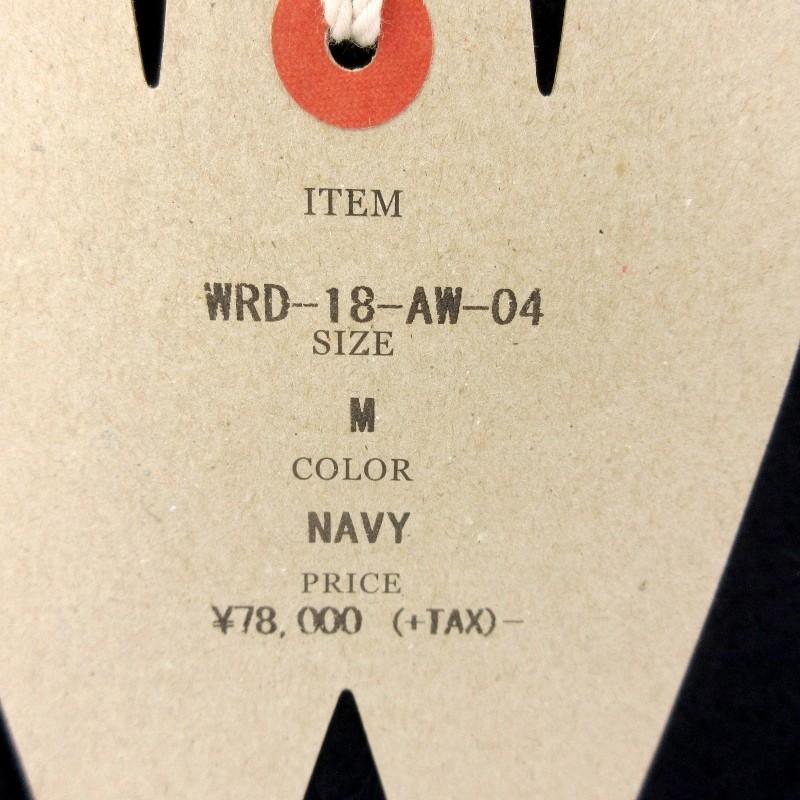 ITEM
WRD-18-AW-04
SIZE
M
COLOR
NAVY
PRICE
¥78,000 (+TAX)-